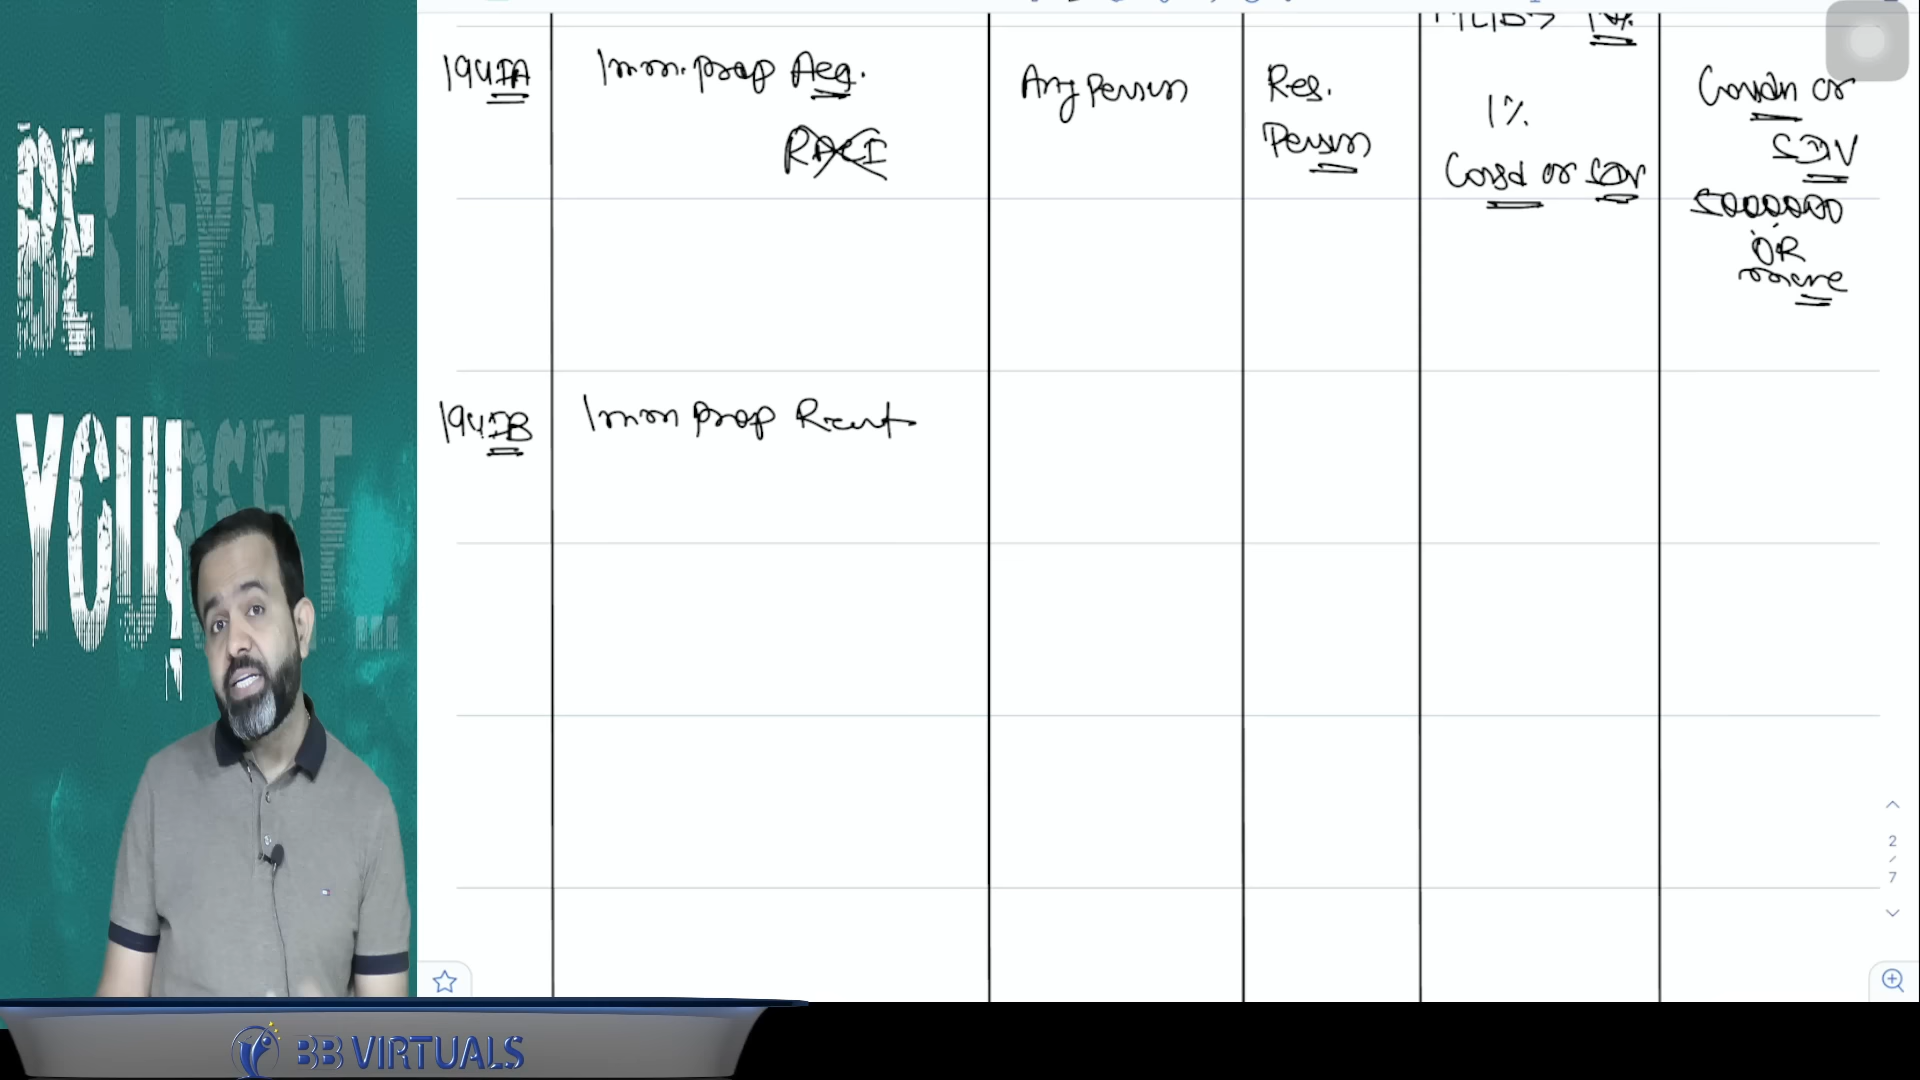 BELIEVE IN
YOURSELF
194IA
Imm. prop Acq.
RACI
Any person
Res.
Person
1%
Consd or SDV
Consdn or
SDV
5000000
OR
more
194IB
Imm prop Rent
2
/
7
BB VIRTUALS